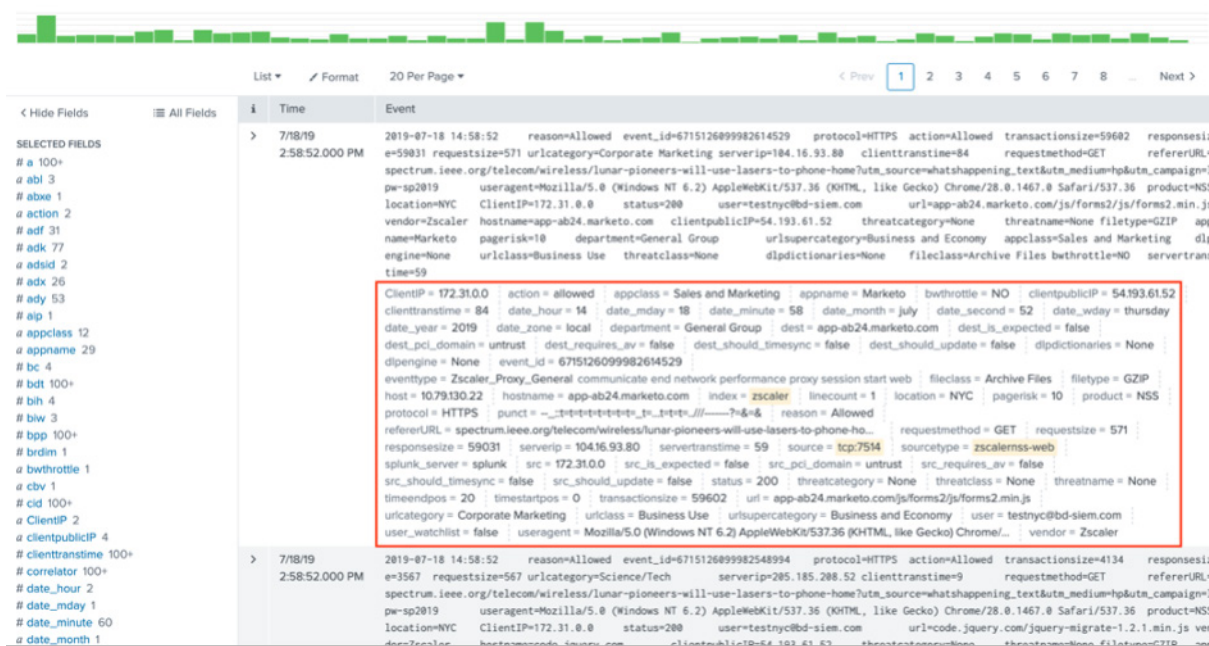 List ▾ Format 20 Per Page ▾ < Prev 1 2 3 4 5 6 7 8 ... Next >
< Hide Fields All Fields
i Time Event
SELECTED FIELDS
# a 100+
a abl 3
# abxe 1
a action 2
# adf 31
# adk 77
a adsid 2
# adx 26
# ady 53
# aip 1
a appclass 12
a appname 29
# bc 4
# bdt 100+
# bih 4
# biw 3
# bpp 100+
# brdim 1
a bwthrottle 1
a cbv 1
# cid 100+
a ClientIP 2
a clientpublicIP 4
# clienttranstime 100+
# correlator 100+
# date_hour 2
# date_mday 1
# date_minute 60
a date_month 1
> 7/18/19
2:58:52.000 PM
2019-07-18 14:58:52 reason=Allowed event_id=6715126099982614529 protocol=HTTPS action=Allowed transactionsize=59602 responsesiz
e=59031 requestsize=571 urlcategory=Corporate Marketing serverip=104.16.93.80 clienttranstime=84 requestmethod=GET refererURL=
spectrum.ieee.org/telecom/wireless/lunar-pioneers-will-use-lasers-to-phone-home?utm_source=whatshappening_text&utm_medium=hp&utm_campaign=
pw-sp2019 useragent=Mozilla/5.0 (Windows NT 6.2) AppleWebKit/537.36 (KHTML, like Gecko) Chrome/28.0.1467.0 Safari/537.36 product=NSS
location=NYC ClientIP=172.31.0.0 status=200 user=testnyc@bd-siem.com url=app-ab24.marketo.com/js/forms2/js/forms2.min.js
vendor=Zscaler hostname=app-ab24.marketo.com clientpublicIP=54.193.61.52 threatcategory=None threatname=None filetype=GZIP app
name=Marketo pagerisk=10 department=General Group urlsupercategory=Business and Economy appclass=Sales and Marketing dlp
engine=None urlclass=Business Use threatclass=None dlpdictionaries=None fileclass=Archive Files bwthrottle=NO servertrans
time=59
ClientIP = 172.31.0.0 action = allowed appclass = Sales and Marketing appname = Marketo bwthrottle = NO clientpublicIP = 54.193.61.52
clienttranstime = 84 date_hour = 14 date_mday = 18 date_minute = 58 date_month = july date_second = 52 date_wday = thursday
date_year = 2019 date_zone = local department = General Group dest = app-ab24.marketo.com dest_is_expected = false
dest_pci_domain = untrust dest_requires_av = false dest_should_timesync = false dest_should_update = false dlpdictionaries = None
dlpengine = None event_id = 6715126099982614529
eventtype = Zscaler_Proxy_General communicate end network performance proxy session start web fileclass = Archive Files filetype = GZIP
host = 10.79.130.22 hostname = app-ab24.marketo.com index = zscaler linecount = 1 location = NYC pagerisk = 10 product = NSS
protocol = HTTPS reason = Allowed
refererURL = spectrum.ieee.org/telecom/wireless/lunar-pioneers-will-use-lasers-to-phone-ho... requestmethod = GET requestsize = 571
responsesize = 59031 serverip = 104.16.93.80 servertranstime = 59 source = tcp:7514 sourcetype = zscalernss-web
splunk_server = splunk src = 172.31.0.0 src_is_expected = false src_pci_domain = untrust src_requires_av = false
src_should_timesync = false src_should_update = false status = 200 threatcategory = None threatclass = None threatname = None
timeendpos = 20 timestartpos = 0 transactionsize = 59602 url = app-ab24.marketo.com/js/forms2/js/forms2.min.js
urlcategory = Corporate Marketing urlclass = Business Use urlsupercategory = Business and Economy user = testnyc@bd-siem.com
user_watchlist = false useragent = Mozilla/5.0 (Windows NT 6.2) AppleWebKit/537.36 (KHTML, like Gecko) Chrome/... vendor = Zscaler
> 7/18/19
2:58:52.000 PM
2019-07-18 14:58:52 reason=Allowed event_id=6715126099982548994 protocol=HTTPS action=Allowed transactionsize=4134 responsesiz
e=3567 requestsize=567 urlcategory=Science/Tech serverip=205.185.208.52 clienttranstime=9 requestmethod=GET refererURL=
spectrum.ieee.org/telecom/wireless/lunar-pioneers-will-use-lasers-to-phone-home?utm_source=whatshappening_text&utm_medium=hp&utm_campaign=
pw-sp2019 useragent=Mozilla/5.0 (Windows NT 6.2) AppleWebKit/537.36 (KHTML, like Gecko) Chrome/28.0.1467.0 Safari/537.36 product=NSS
location=NYC ClientIP=172.31.0.0 status=200 user=testnyc@bd-siem.com url=code.jquery.com/jquery-migrate-1.2.1.min.js ven